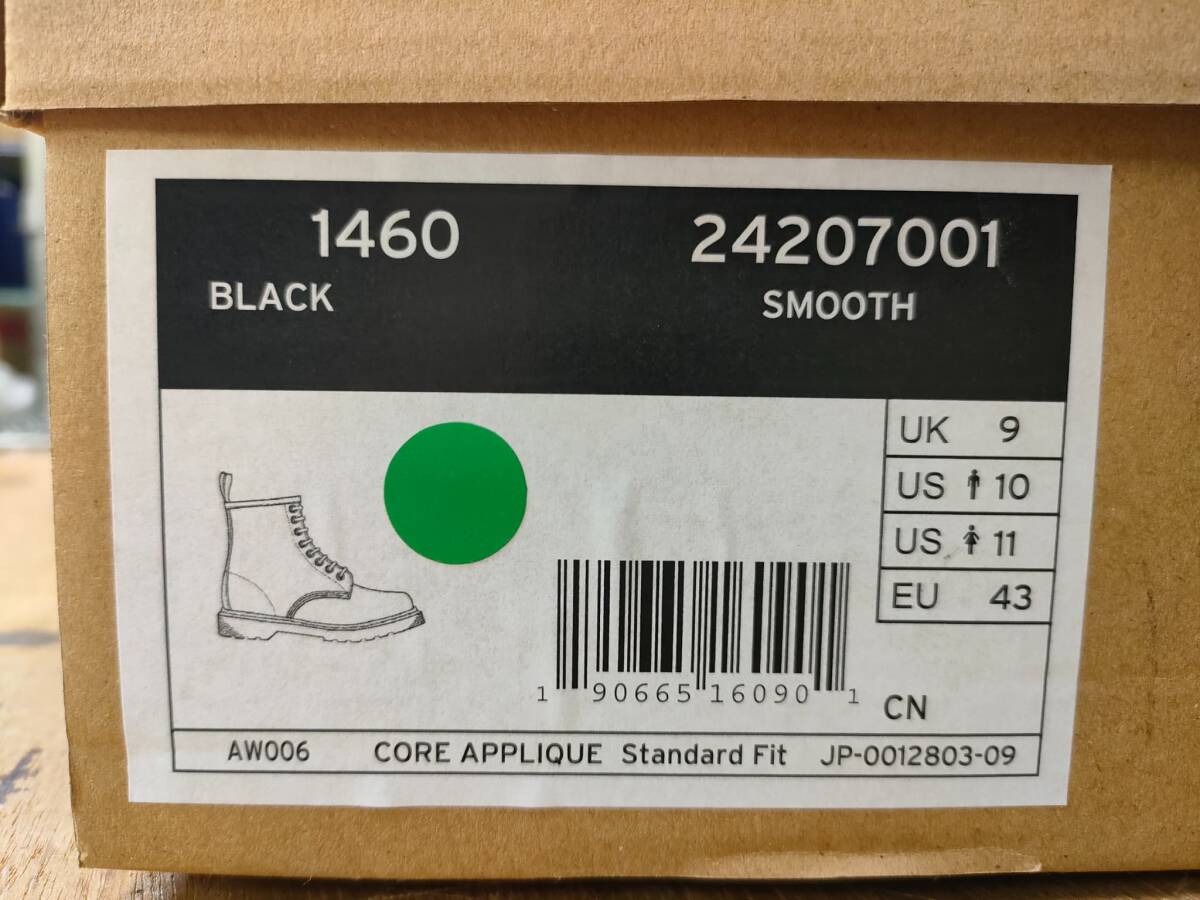 1460 24207001
BLACK SMOOTH
UK 9
US 10
US 11
EU 43
1 90665 16090 1
CN
AW006 CORE APPLIQUE Standard Fit JP-0012803-09